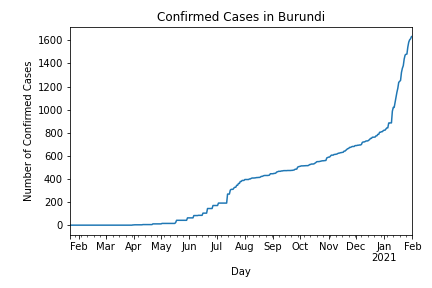 Confirmed Cases in Burundi
Number of Confirmed Cases
1600
1400
1200
1000
800
600
400
200
0
Feb Mar Apr May Jun Jul Aug Sep Oct Nov Dec Jan Feb
2021
Day